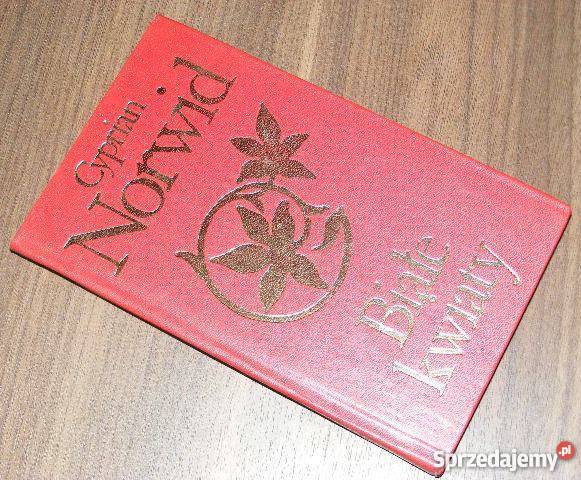 Cyprian
Norwid
Białe
kwiaty
Sprzedajemy.pl